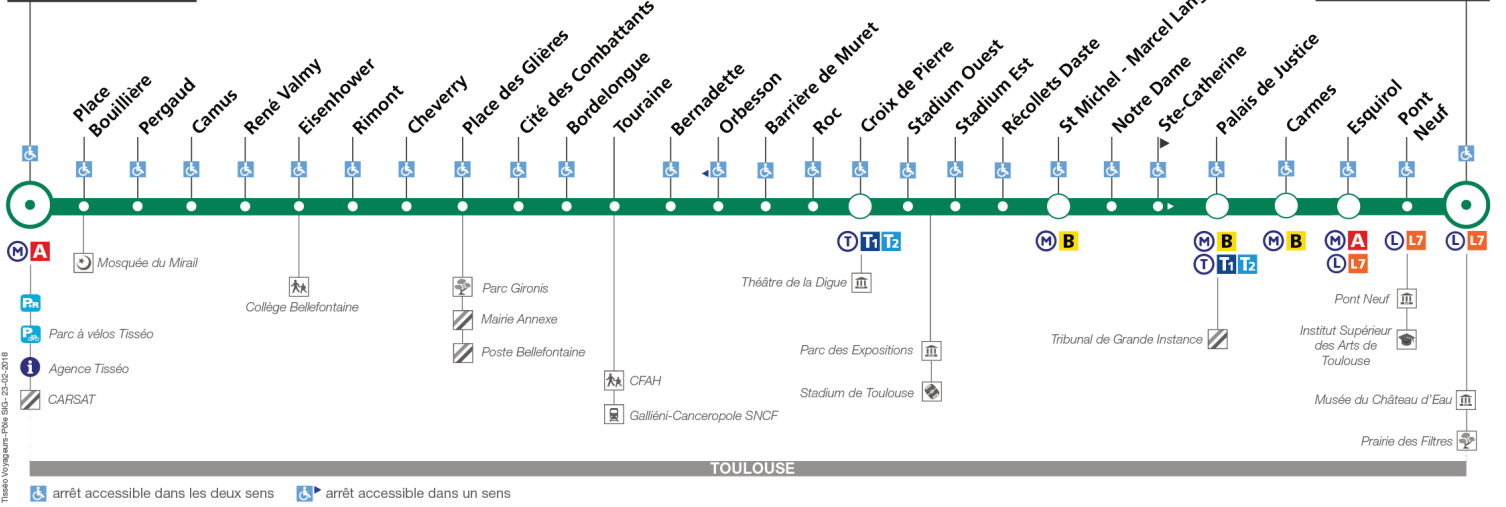 Place
Bouillière
Pergaud
Camus
René Valmy
Eisenhower
Rimont
Cheverry
Place des Glières
Cité des Combattants
Bordelongue
Touraine
Bernadette
Orbesson
Barrière de Muret
Roc
Croix de Pierre
Stadium Ouest
Stadium Est
Récollets Daste
St Michel - Marcel Lang
Notre Dame
Ste-Catherine
Palais de Justice
Carmes
Esquirol
Pont
Neuf
M A
T T1 T2
M B
M B
T T1 T2
M B
M A
L L7
L L7
L L7
Mosquée du Mirail
Collège Bellefontaine
Parc Gironis
Mairie Annexe
Poste Bellefontaine
CFAH
Galliéni-Canceropole SNCF
Théâtre de la Digue
Parc des Expositions
Stadium de Toulouse
Tribunal de Grande Instance
Pont Neuf
Institut Supérieur
des Arts de
Toulouse
Musée du Château d'Eau
Prairie des Filtres
P+R
P
Parc à vélos Tisséo
i
Agence Tisséo
CARSAT
TOULOUSE
arrêt accessible dans les deux sens
arrêt accessible dans un sens
Tisséo Voyageurs-Pôle SIG- 23-02-2018